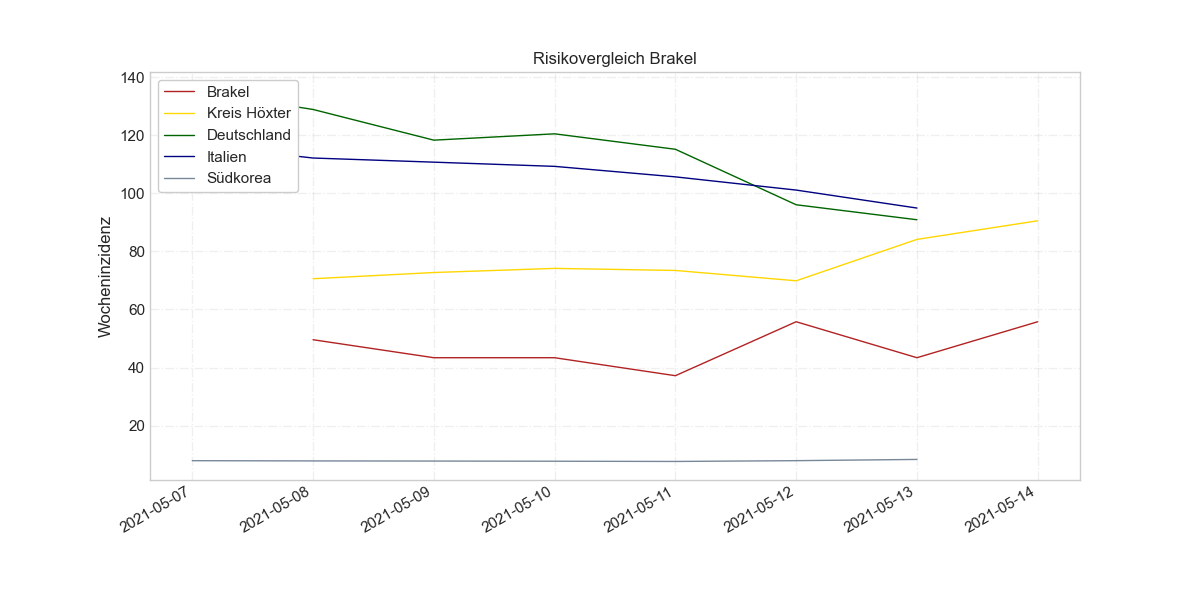 Risikovergleich Brakel
Wocheninzidenz
140
120
100
80
60
40
20
Brakel
Kreis Höxter
Deutschland
Italien
Südkorea
2021-05-07
2021-05-08
2021-05-09
2021-05-10
2021-05-11
2021-05-12
2021-05-13
2021-05-14